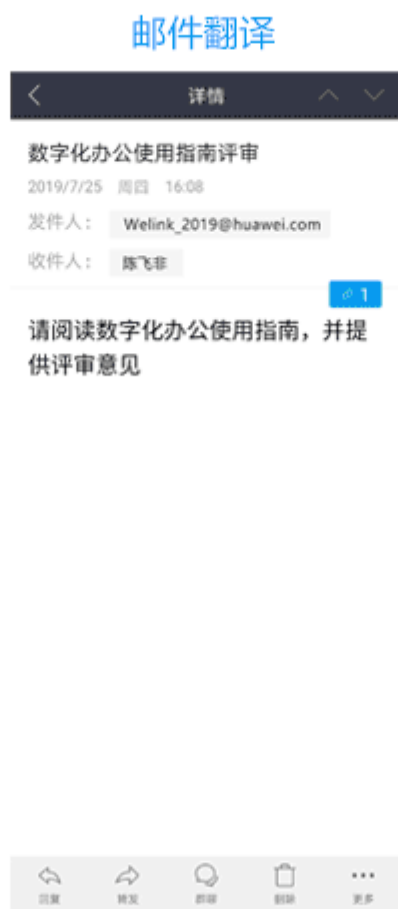 邮件翻译
详情
数字化办公使用指南评审
2019/7/25 周四 16:08
发件人： Welink_2019@huawei.com
收件人： 陈飞非
1
请阅读数字化办公使用指南，并提
供评审意见
回复 转发 群聊 删除 更多